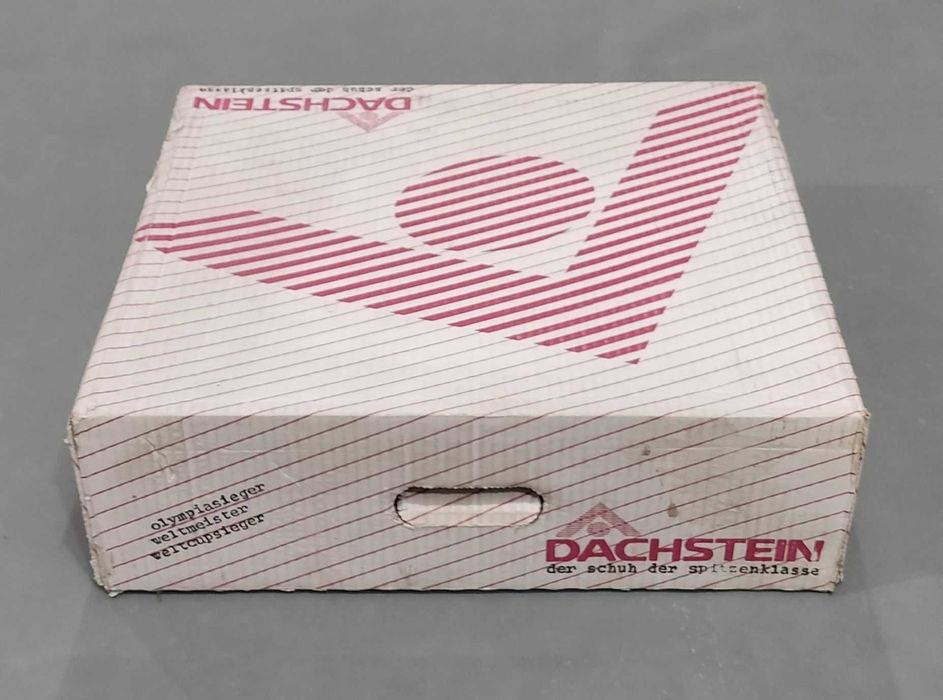 der schuh der spitzenklasse
DACHSTEIN
olympiasieger
weltmeister
weltcupsieger
DACHSTEIN
der schuh der spitzenklasse